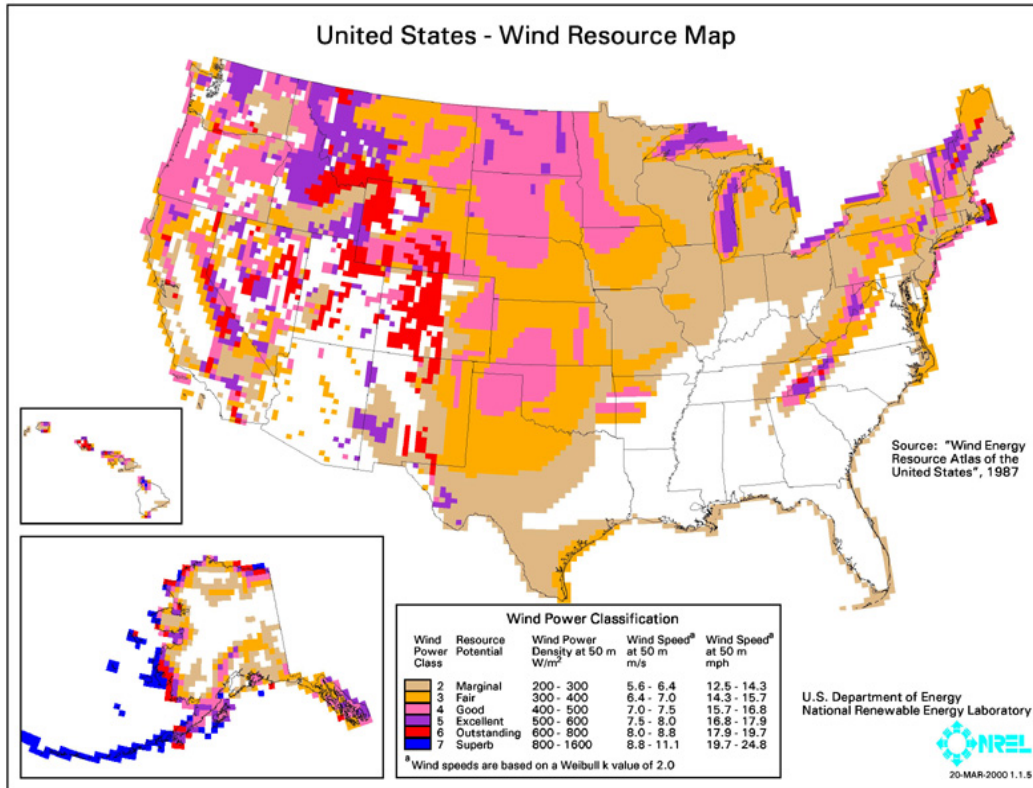 United States - Wind Resource Map
Source: "Wind Energy
Resource Atlas of the
United States", 1987
Wind Power Classification
Wind Power Class Resource Potential Wind Power Density at 50 m W/m2 Wind Speed a at 50 m m/s Wind Speed a at 50 m mph
2 Marginal 200 - 300 5.6 - 6.4 12.5 - 14.3
3 Fair 300 - 400 6.4 - 7.0 14.3 - 15.7
4 Good 400 - 500 7.0 - 7.5 15.7 - 16.8
5 Excellent 500 - 600 7.5 - 8.0 16.8 - 17.9
6 Outstanding 600 - 800 8.0 - 8.8 17.9 - 19.7
7 Superb 800 - 1600 8.8 - 11.1 19.7 - 24.8
a Wind speeds are based on a Weibull k value of 2.0
U.S. Department of Energy
National Renewable Energy Laboratory
NREL
20-MAR-2000 1.1.5